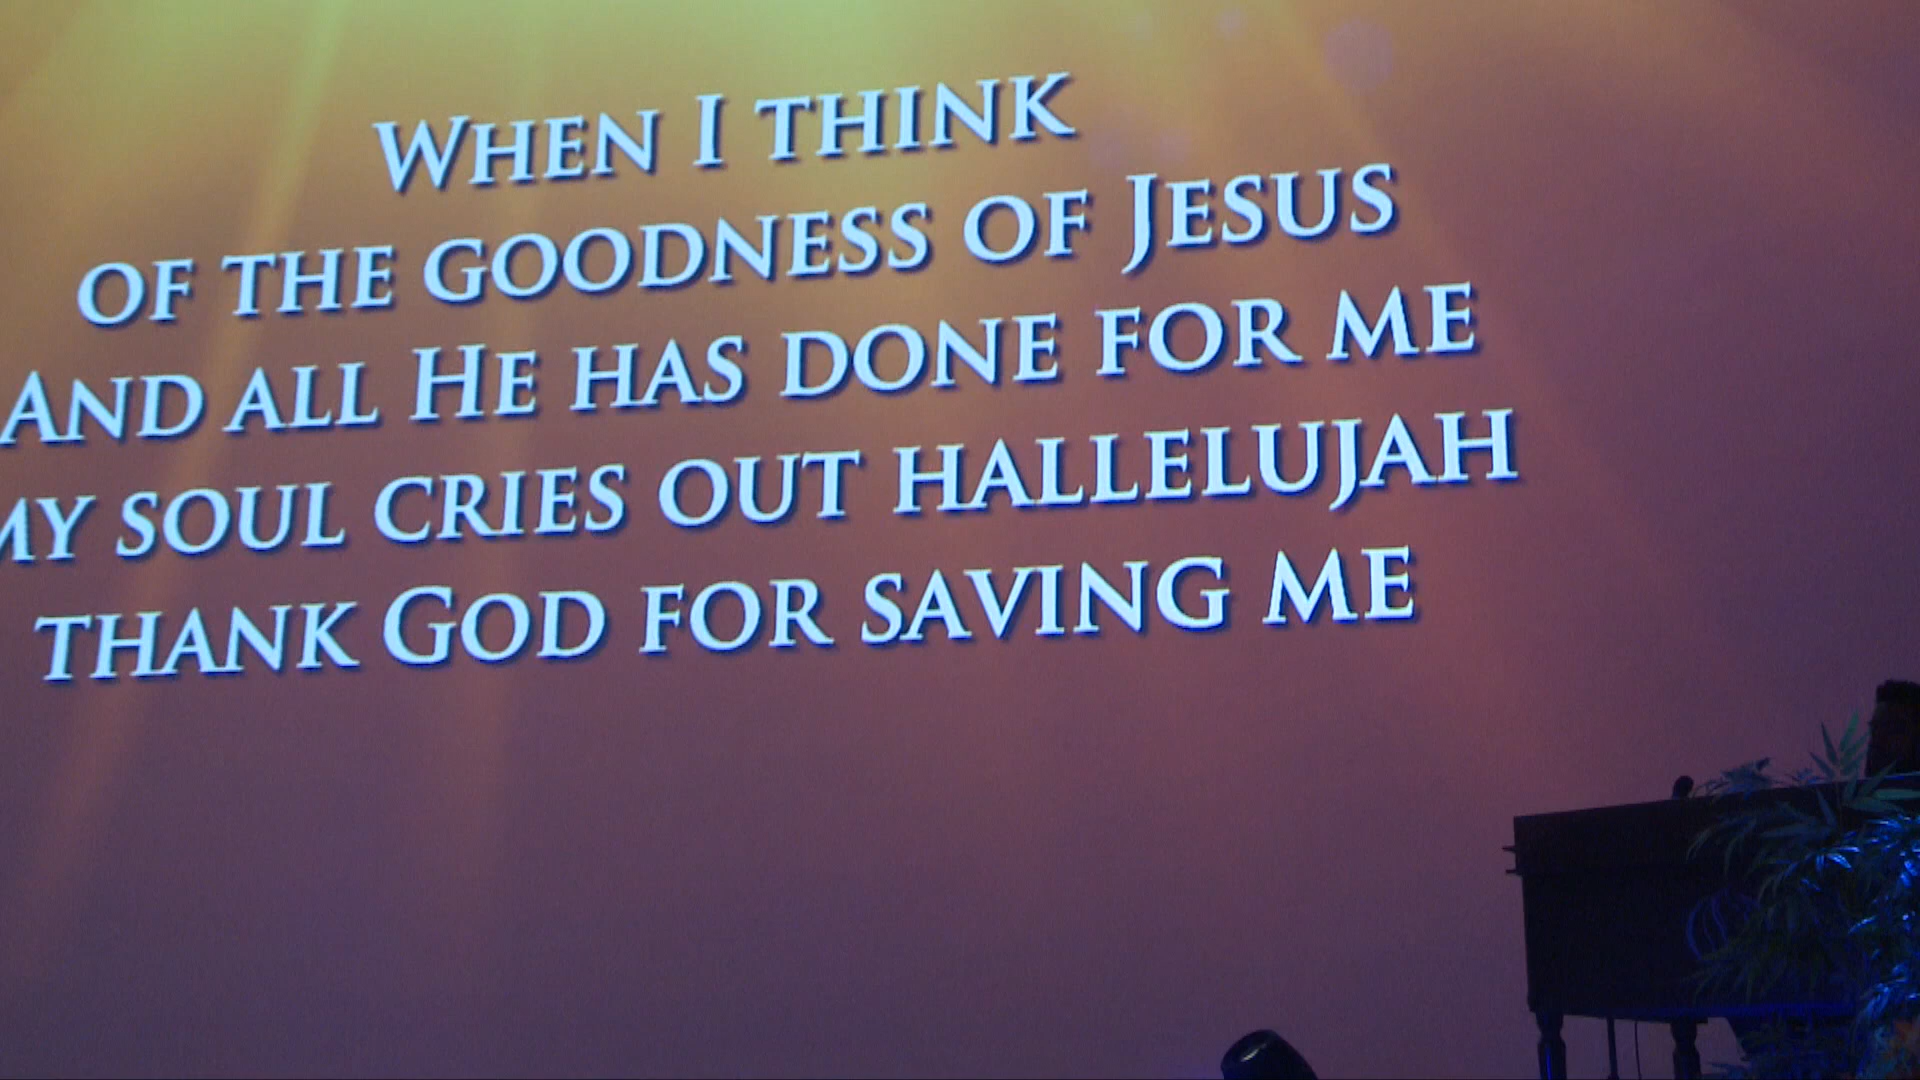 When I think
of the goodness of Jesus
And all He has done for me
My soul cries out hallelujah
thank God for saving me